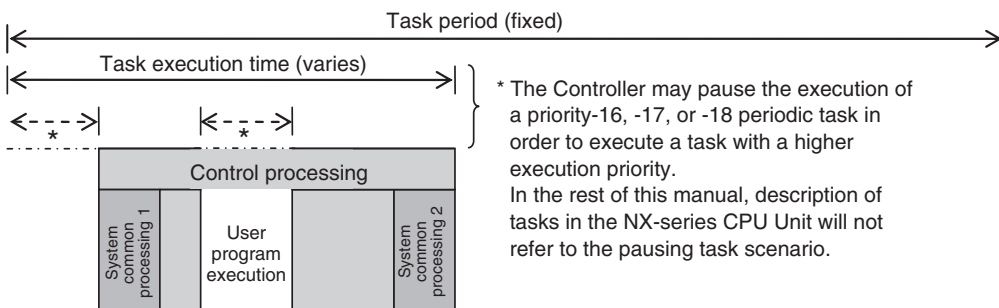 Task period (fixed)
Task execution time (varies)
*
*
* The Controller may pause the execution of
a priority-16, -17, or -18 periodic task in
order to execute a task with a higher
execution priority.
In the rest of this manual, description of
tasks in the NX-series CPU Unit will not
refer to the pausing task scenario.
Control processing
System
common
processing 1
User
program
execution
System
common
processing 2